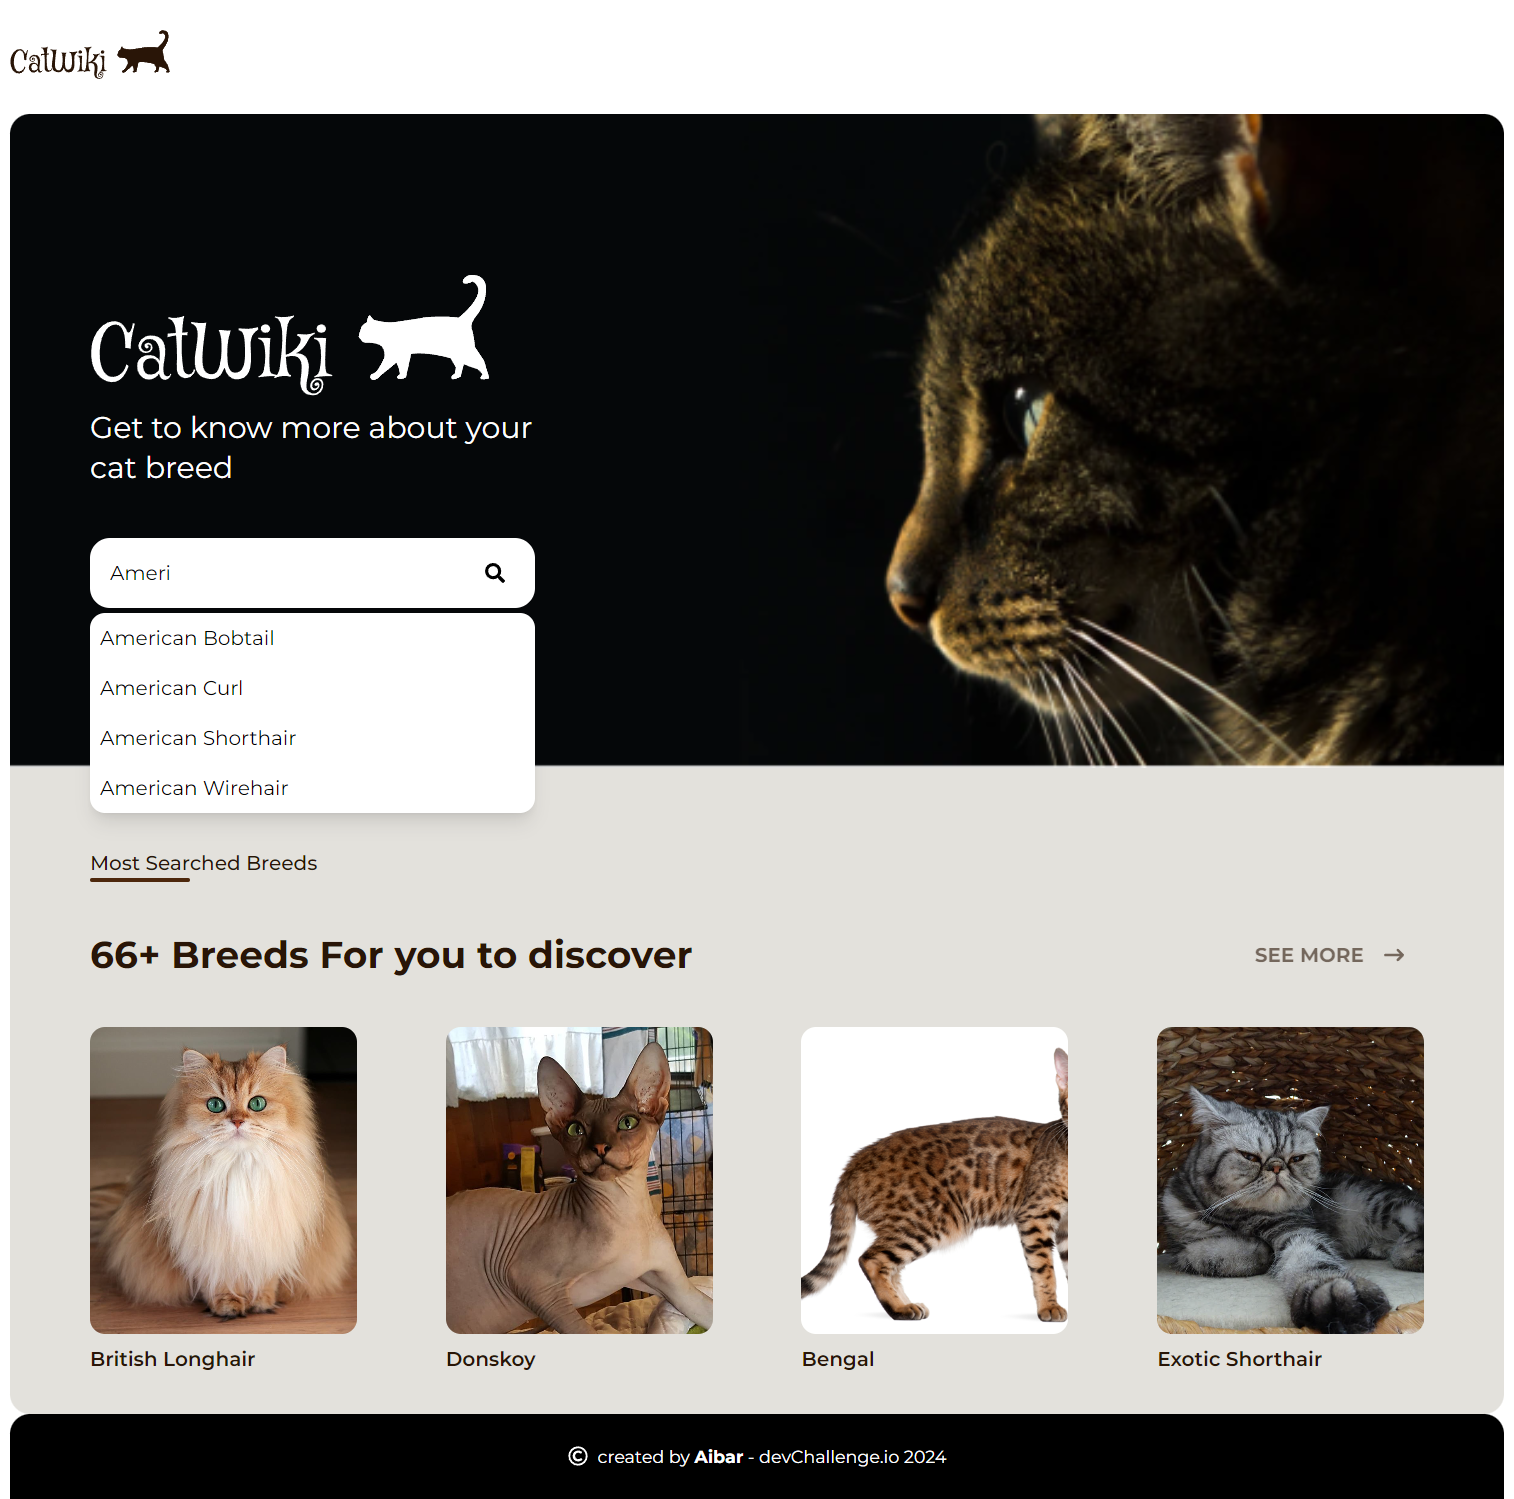 CatWiki
CatWiki
Get to know more about your
cat breed
Ameri
American Bobtail
American Curl
American Shorthair
American Wirehair
Most Searched Breeds
66+ Breeds For you to discover
SEE MORE →
British Longhair
Donskoy
Bengal
Exotic Shorthair
© created by Aibar - devChallenge.io 2024